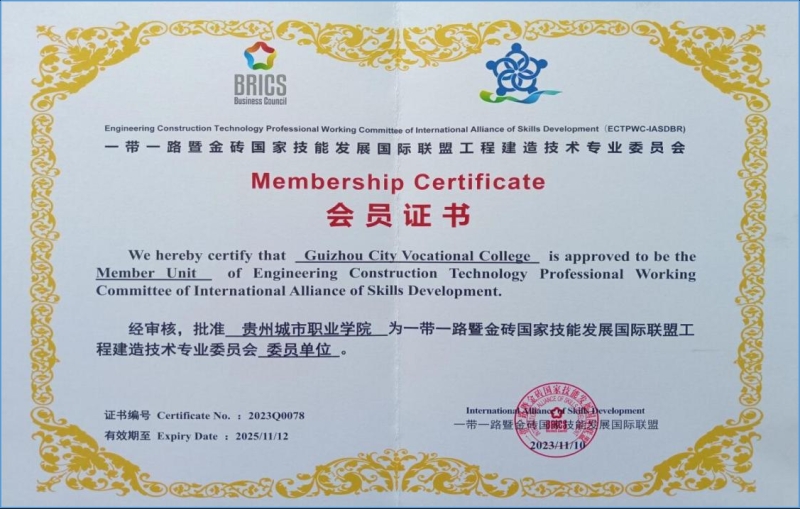 BRICS
Business Council
Engineering Construction Technology Professional Working Committee of International Alliance of Skills Development (ECTPWC-IASDBR)
一带一路暨金砖国家技能发展国际联盟工程建造技术专业委员会
Membership Certificate
会员证书
We hereby certify that Guizhou City Vocational College is approved to be the
Member Unit of Engineering Construction Technology Professional Working
Committee of International Alliance of Skills Development.
经审核，批准 贵州城市职业学院 为一带一路暨金砖国家技能发展国际联盟工
程建造技术专业委员会 委员单位 。
证书编号 Certificate No. ：2023Q0078
有效期至 Expiry Date ：2025/11/12
International Alliance of Skills Development
一带一路暨金砖国家技能发展国际联盟
BRICS
2023/11/10